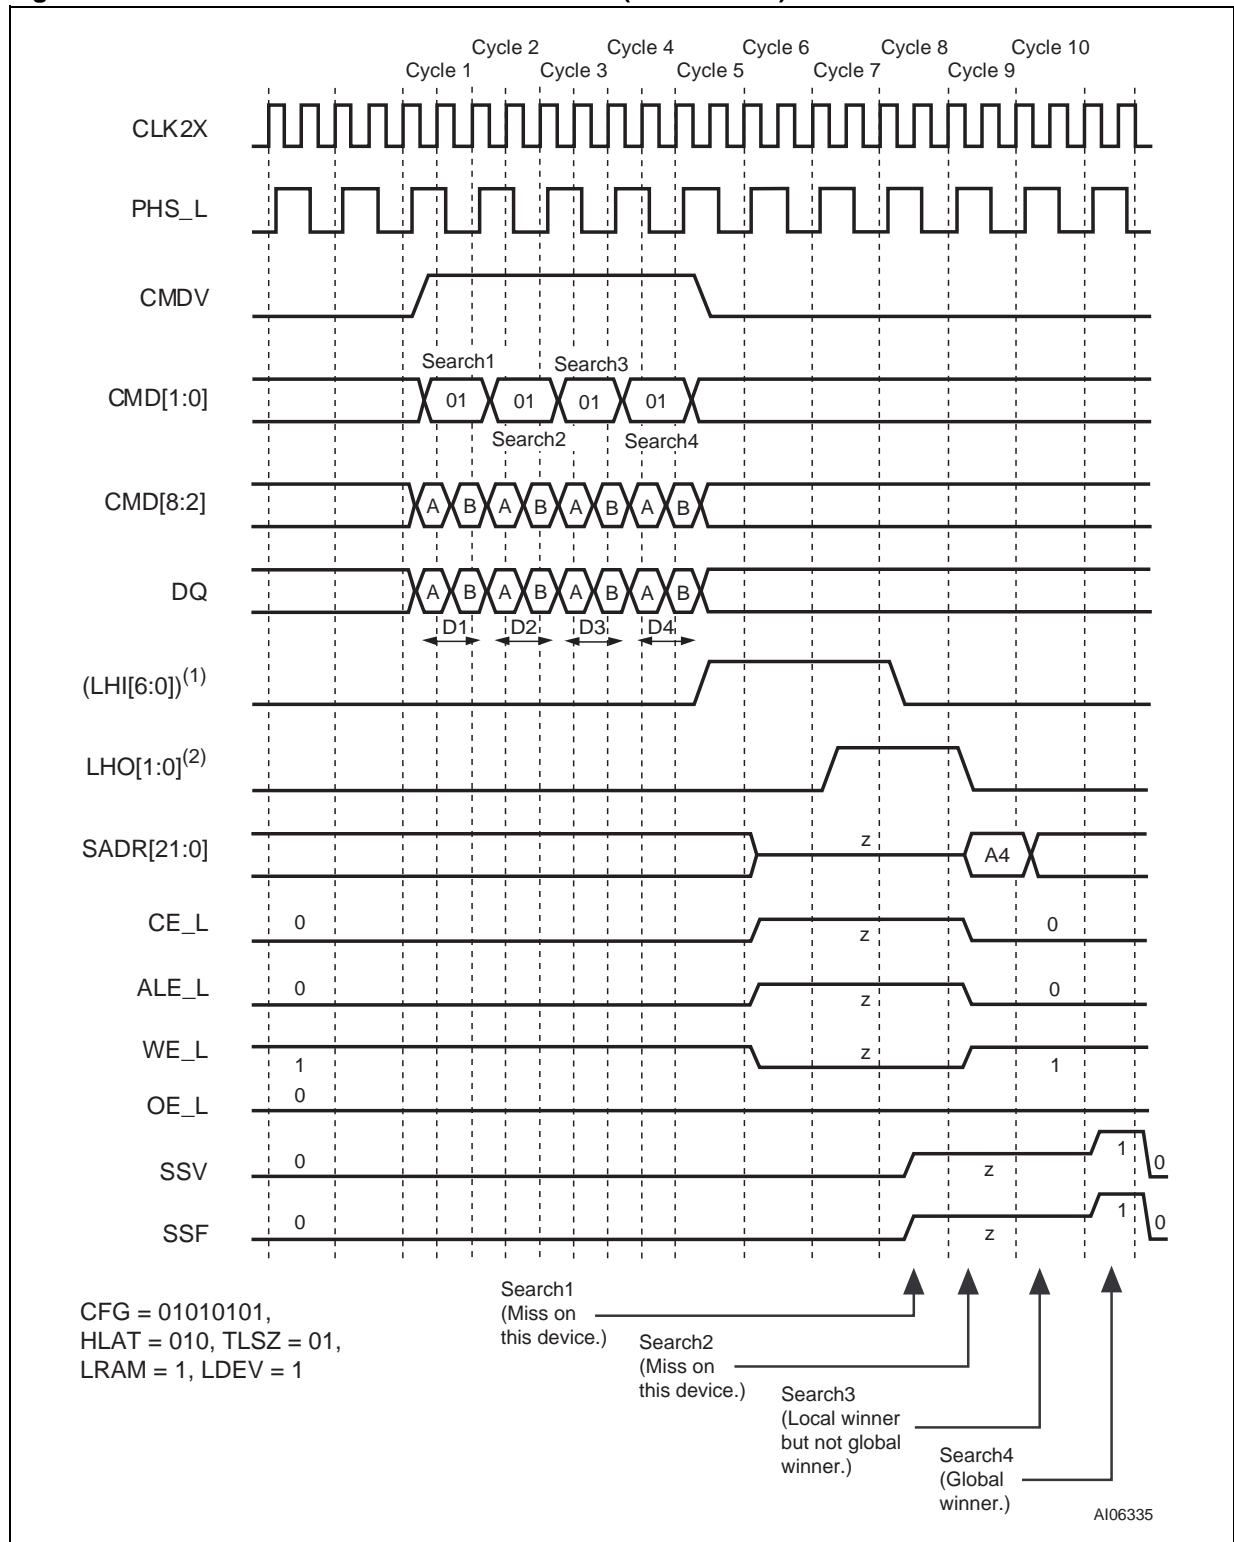 Cycle 2 Cycle 4 Cycle 6 Cycle 8 Cycle 10
Cycle 1 Cycle 3 Cycle 5 Cycle 7 Cycle 9
CLK2X
PHS_L
CMDV
Search1 Search3
CMD[1:0] 01 01 01 01
Search2 Search4
CMD[8:2] A B A B A B A B
DQ A B A B A B A B
D1 D2 D3 D4
(LHI[6:0])(1)
LHO[1:0](2)
SADR[21:0] z A4
CE_L 0 z 0
ALE_L 0 z 0
WE_L 1 z 1
OE_L 0
SSV 0 z 1 0
SSF 0 z 1 0
CFG = 01010101,
HLAT = 010, TLSZ = 01,
LRAM = 1, LDEV = 1
Search1
(Miss on
this device.)
Search2
(Miss on
this device.)
Search3
(Local winner
but not global
winner.)
Search4
(Global
winner.)
AI06335